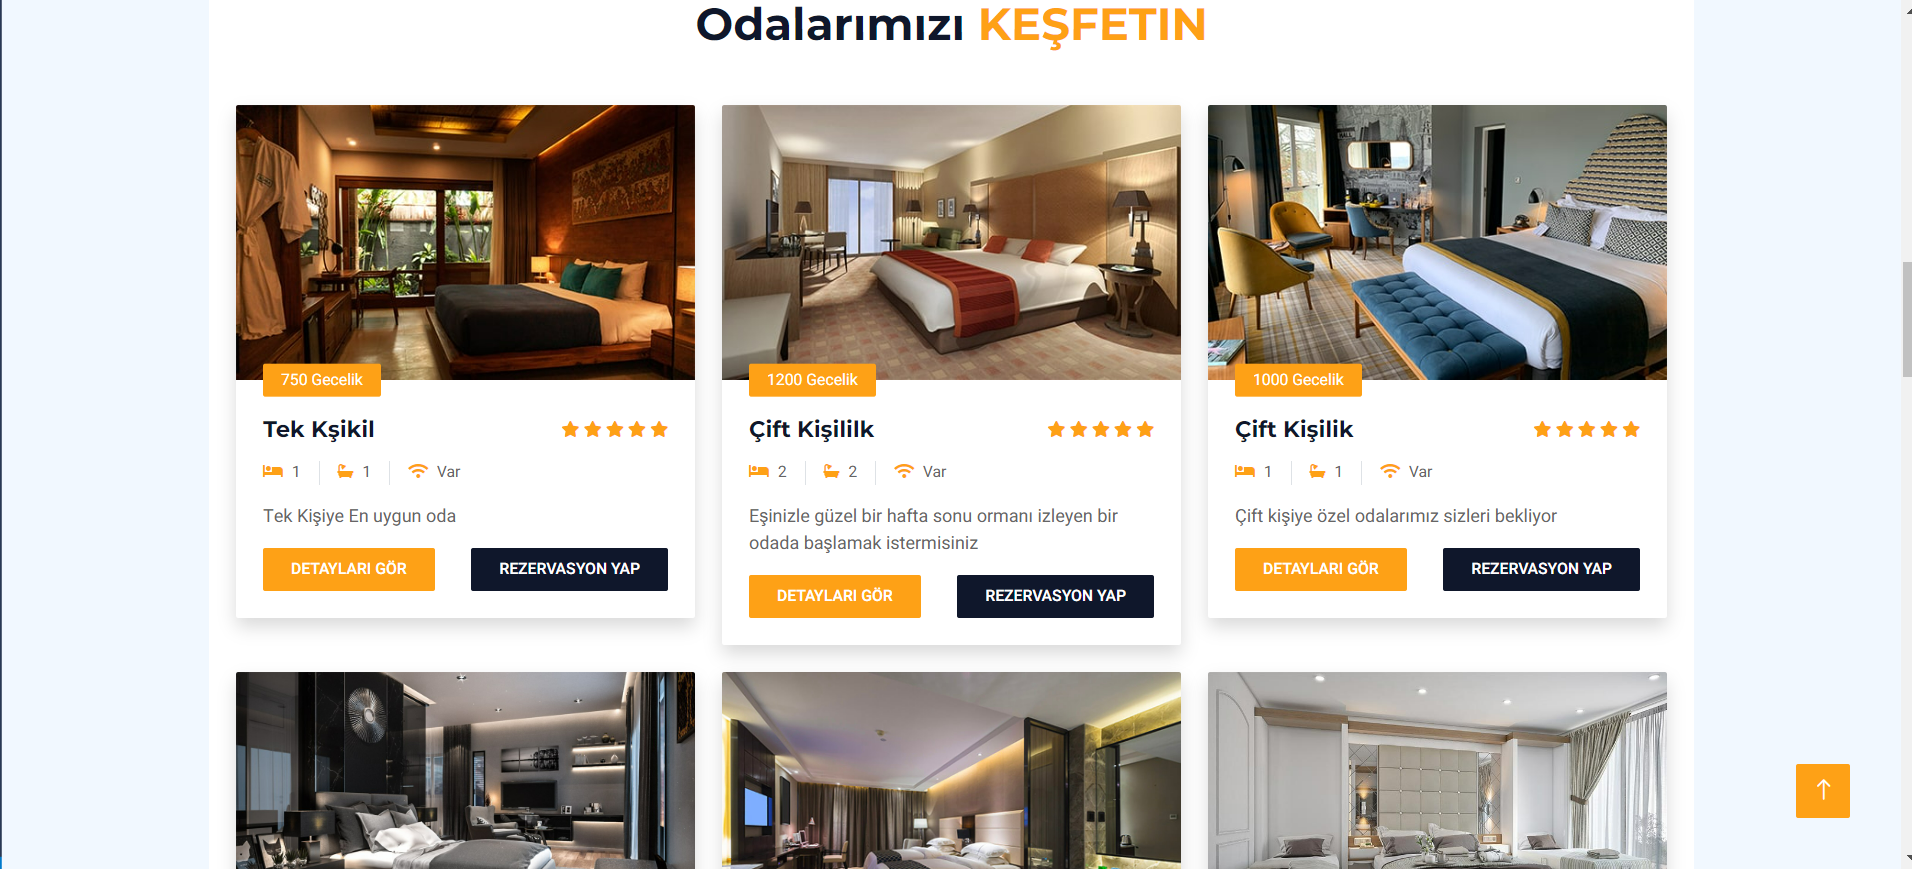 Odalarımızı KEŞFETIN
750 Gecelik
Tek Kşikil
1 1 Var
Tek Kişiye En uygun oda
DETAYLARI GÖR REZERVASYON YAP
1200 Gecelik
Çift Kişililk
2 2 Var
Eşinizle güzel bir hafta sonu ormanı izleyen bir
odada başlamak istermisiniz
DETAYLARI GÖR REZERVASYON YAP
1000 Gecelik
Çift Kişilik
1 1 Var
Çift kişiye özel odalarımız sizleri bekliyor
DETAYLARI GÖR REZERVASYON YAP